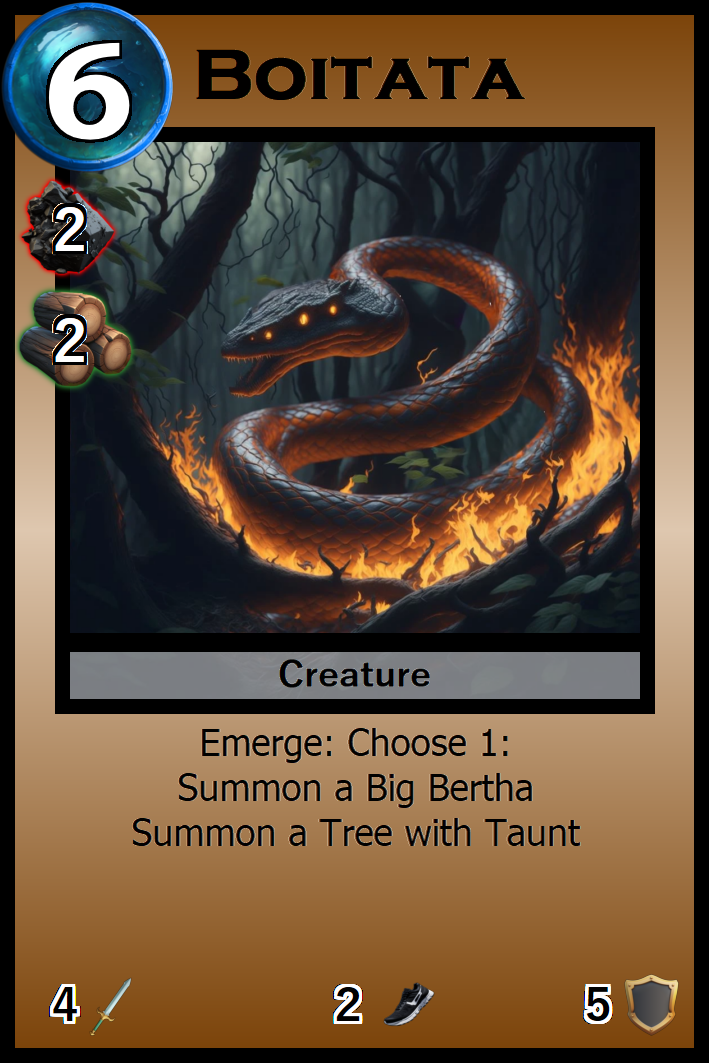 6
Boitata
2
2
Creature
Emerge: Choose 1:
Summon a Big Bertha
Summon a Tree with Taunt
4 2 5